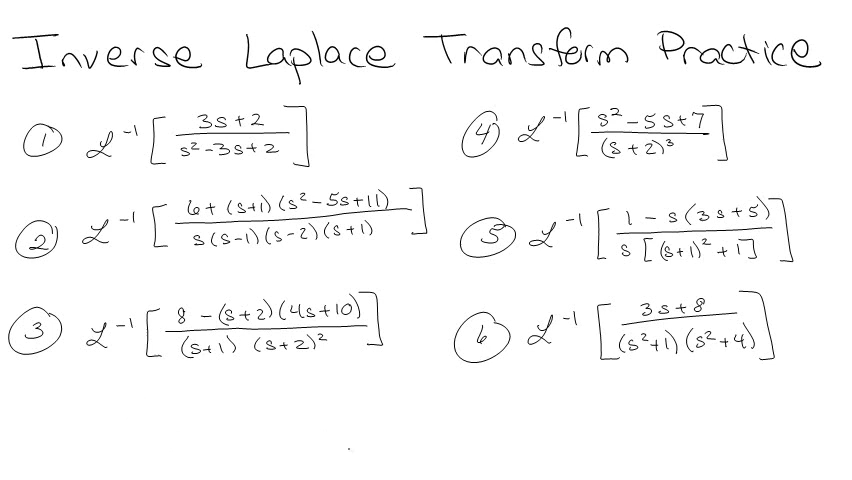 Inverse Laplace Transform Practice
① ℒ⁻¹[(3s+2)/(s²-3s+2)]
② ℒ⁻¹[(6+(s+1)(s²-5s+11))/(s(s-1)(s-2)(s+1))]
③ ℒ⁻¹[(8-(s+2)(4s+10))/((s+1)(s+2)²)]
④ ℒ⁻¹[(s²-5s+7)/(s+2)³]
⑤ ℒ⁻¹[(1-s(3s+5))/(s[(s+1)²+1])]
⑥ ℒ⁻¹[(3s+8)/((s²+1)(s²+4))]